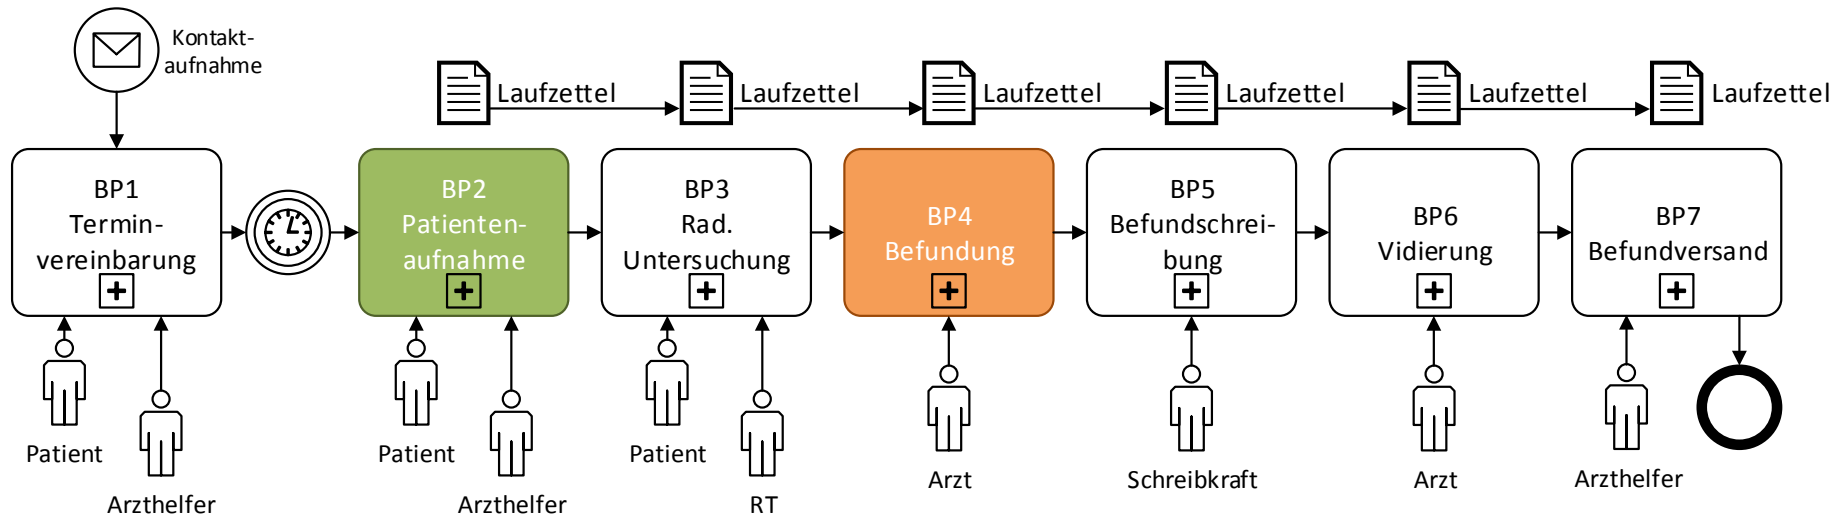 Kontakt-
aufnahme
Laufzettel
Laufzettel
Laufzettel
Laufzettel
Laufzettel
Laufzettel
BP1
Termin-
vereinbarung
BP2
Patienten-
aufnahme
BP3
Rad.
Untersuchung
BP4
Befundung
BP5
Befundschrei-
bung
BP6
Vidierung
BP7
Befundversand
Patient
Arzthelfer
Patient
Arzthelfer
Patient
RT
Arzt
Schreibkraft
Arzt
Arzthelfer